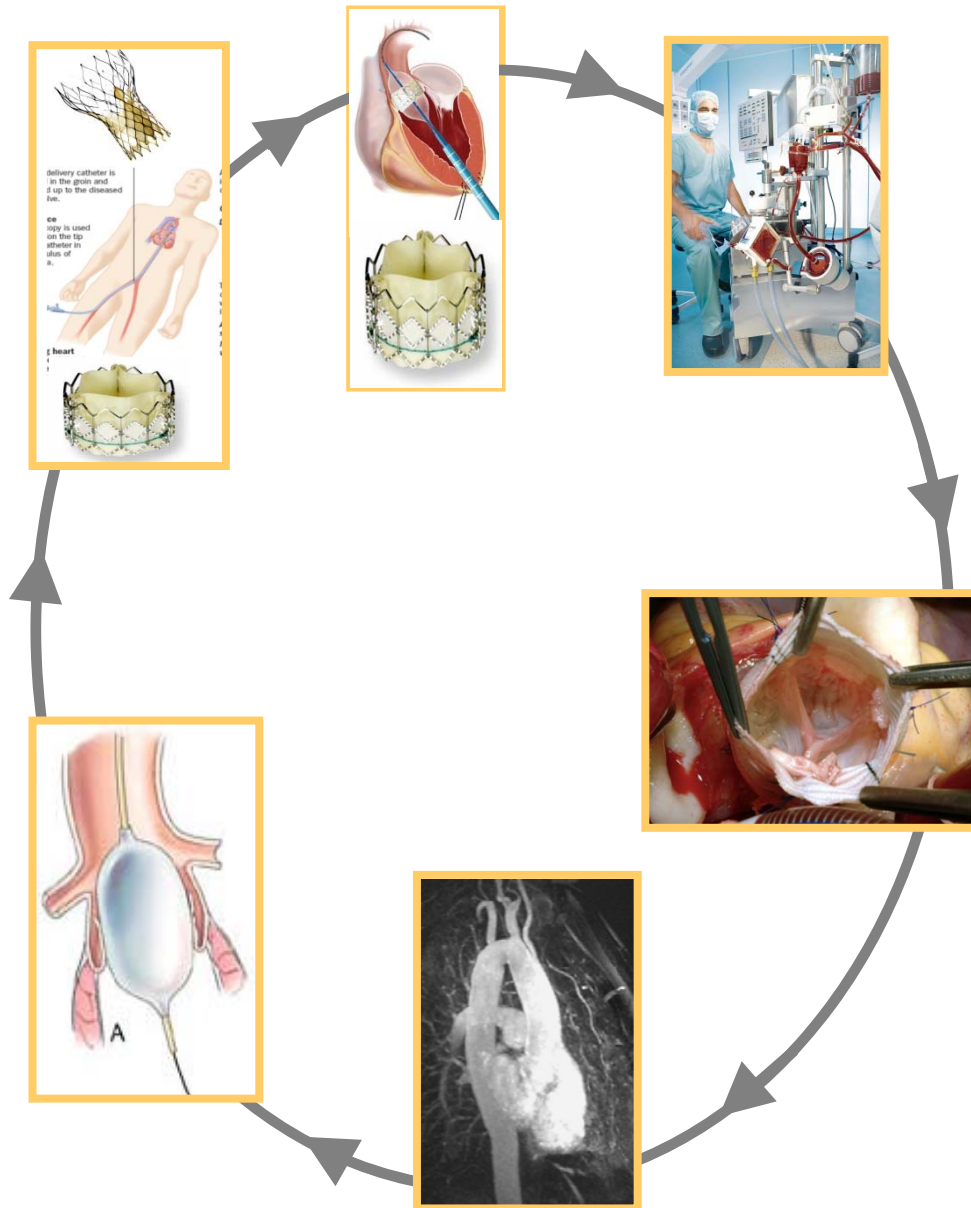 delivery catheter is
in the groin and
d up to the diseased
lve.
ce
opy is used
on the tip
atheter in
ulus of
a.
g heart
A